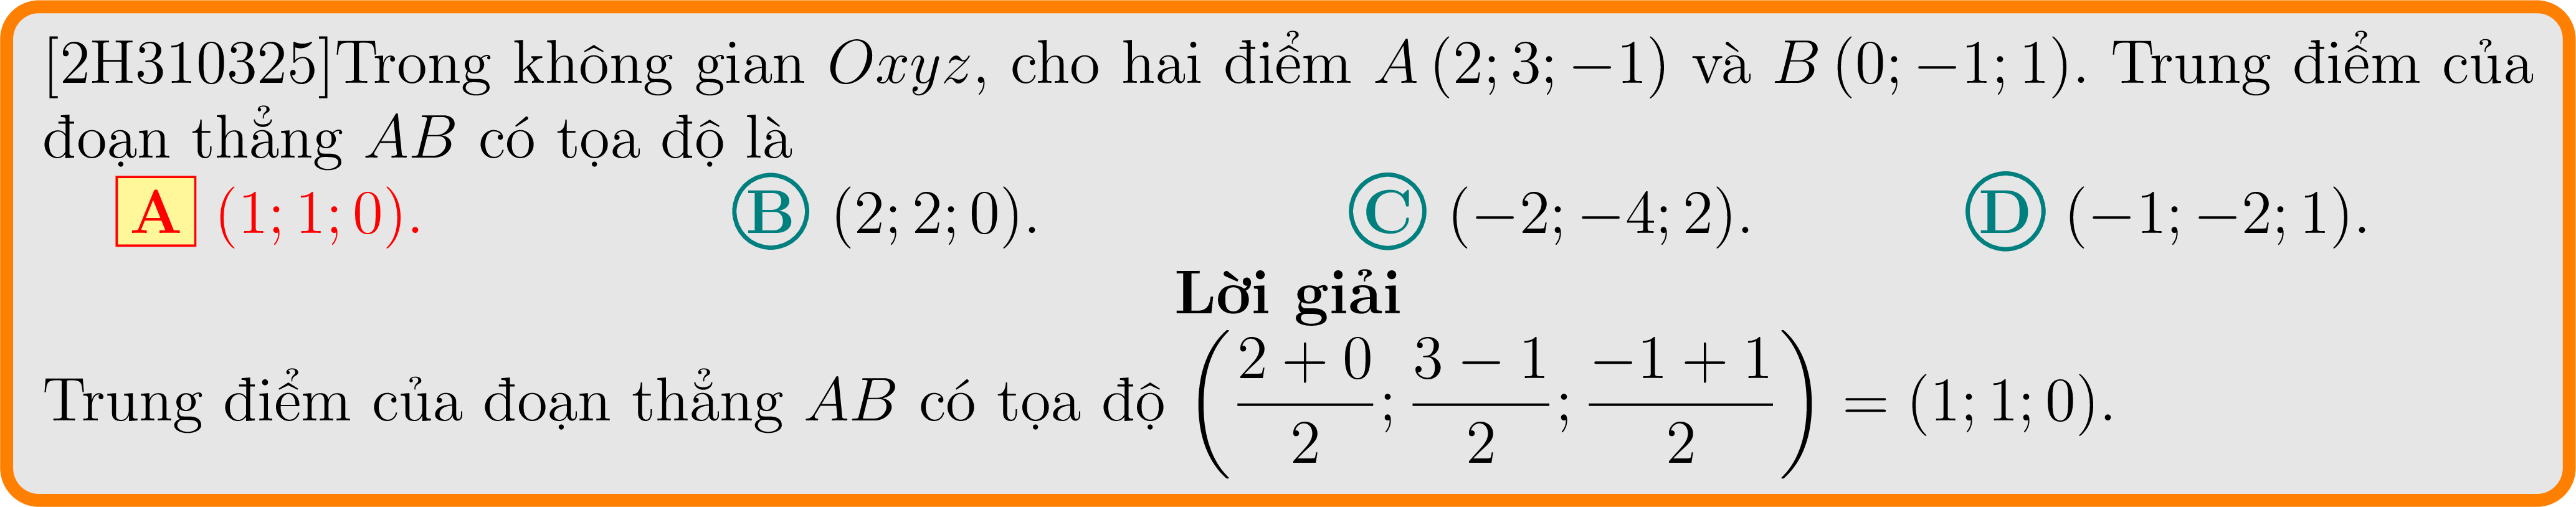 [2H310325]Trong không gian Oxyz, cho hai điểm A (2; 3; −1) và B (0; −1; 1). Trung điểm của
đoạn thẳng AB có tọa độ là
A (1; 1; 0). B (2; 2; 0). C (−2; −4; 2). D (−1; −2; 1).
Lời giải
Trung điểm của đoạn thẳng AB có tọa độ \left(\frac{2+0}{2}; \frac{3-1}{2}; \frac{-1+1}{2}\right) = (1; 1; 0).